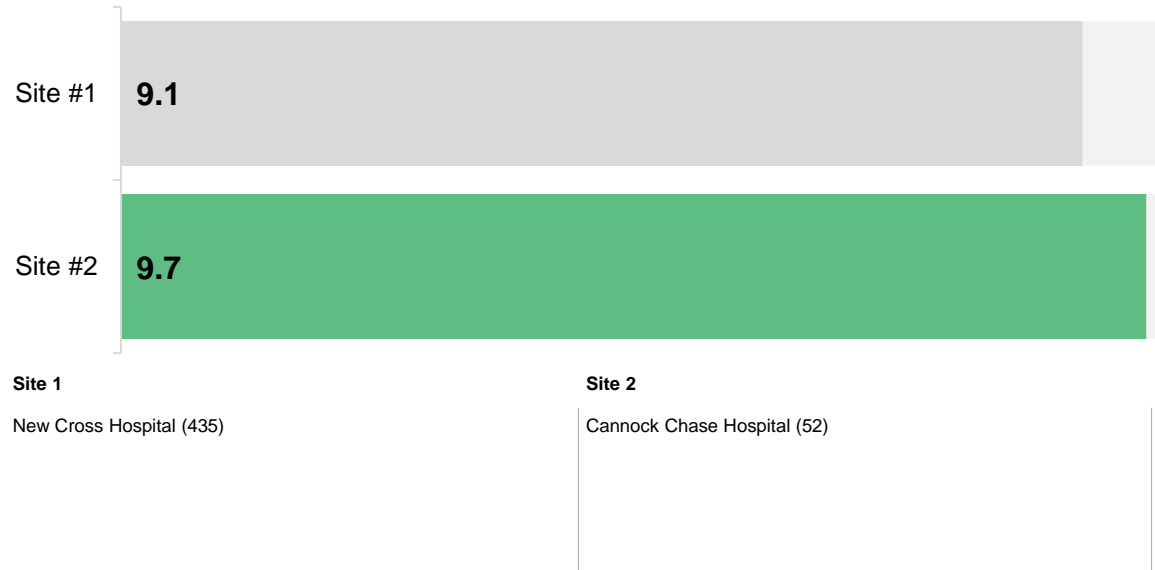 Site #1
9.1
Site #2
9.7
Site 1
New Cross Hospital (435)
Site 2
Cannock Chase Hospital (52)